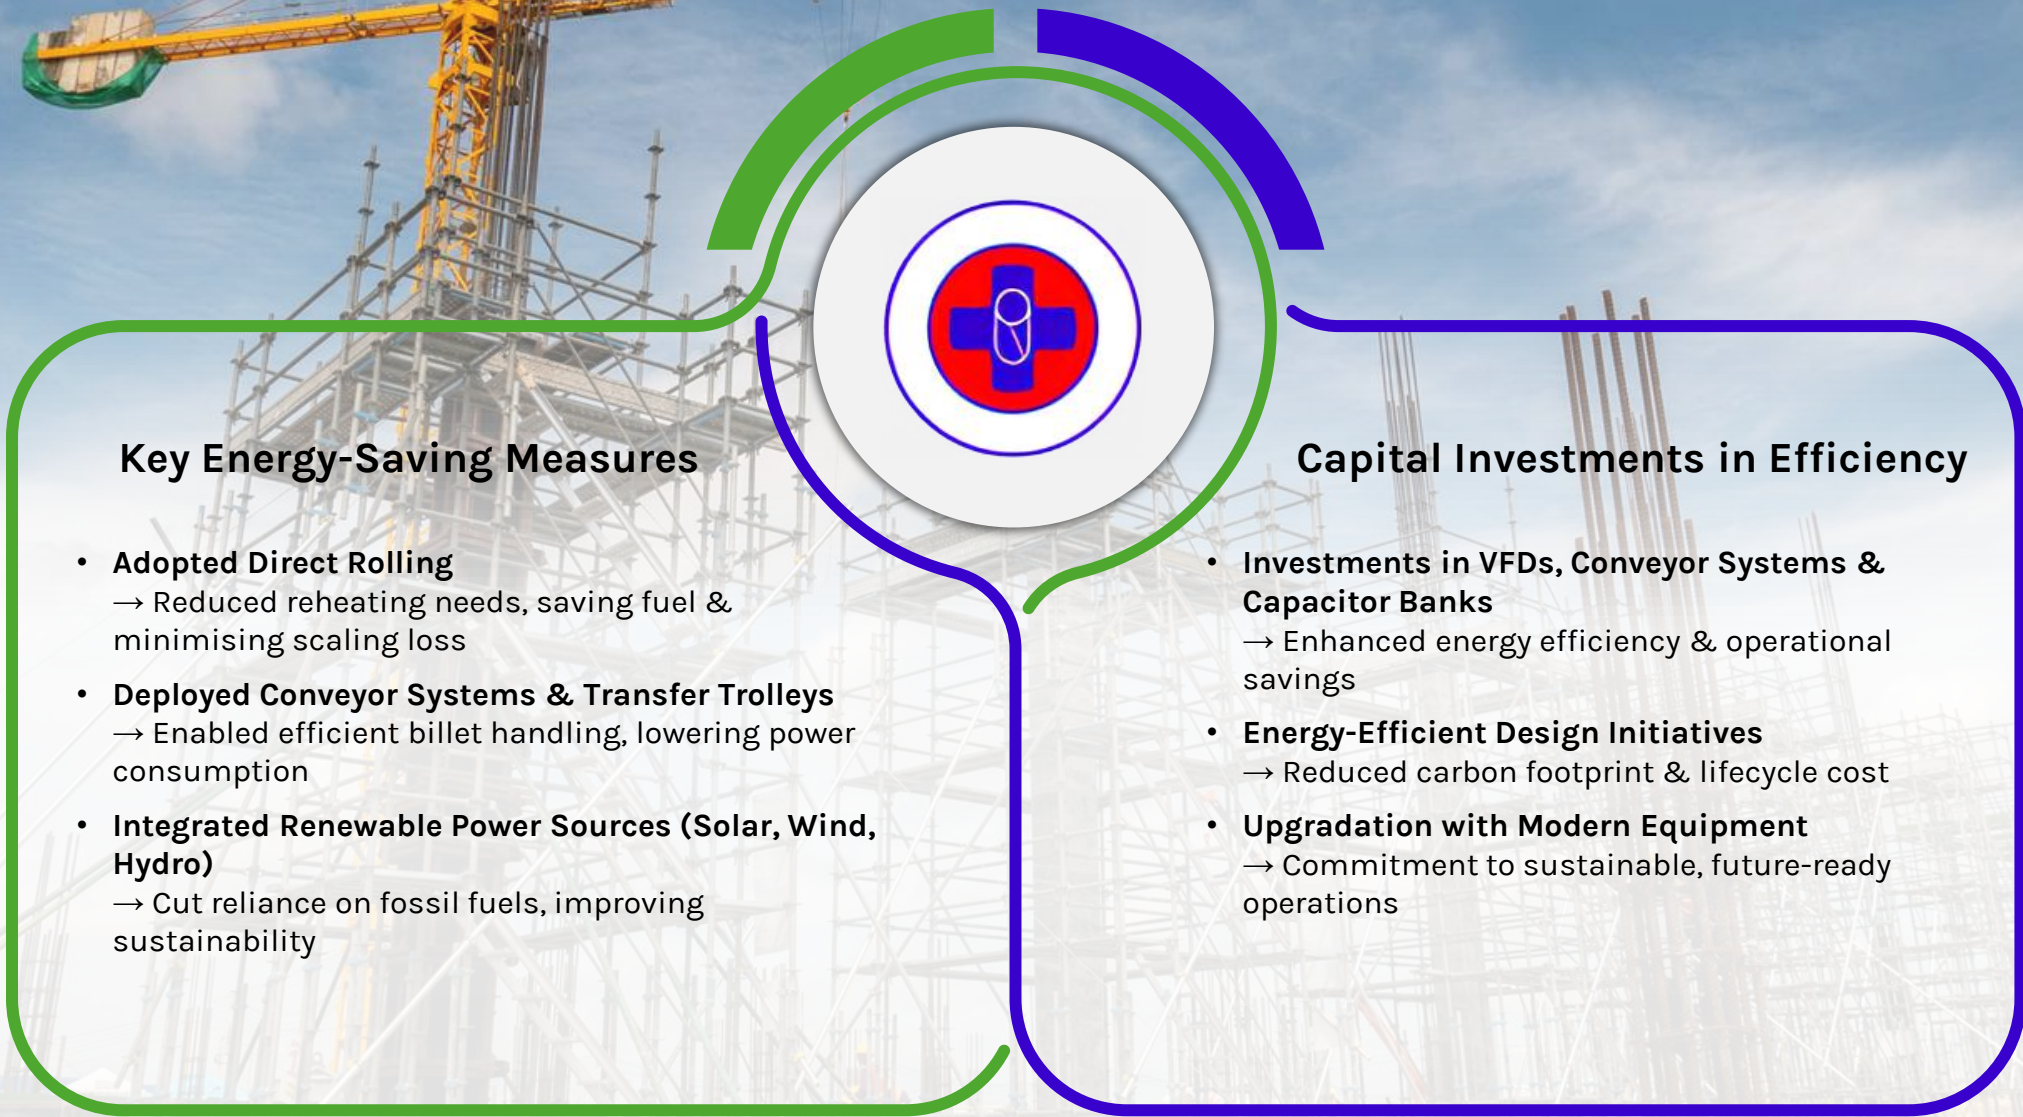 Key Energy-Saving Measures
• Adopted Direct Rolling
→ Reduced reheating needs, saving fuel &
minimising scaling loss
• Deployed Conveyor Systems & Transfer Trolleys
→ Enabled efficient billet handling, lowering power
consumption
• Integrated Renewable Power Sources (Solar, Wind,
Hydro)
→ Cut reliance on fossil fuels, improving
sustainability
Capital Investments in Efficiency
• Investments in VFDs, Conveyor Systems &
Capacitor Banks
→ Enhanced energy efficiency & operational
savings
• Energy-Efficient Design Initiatives
→ Reduced carbon footprint & lifecycle cost
• Upgradation with Modern Equipment
→ Commitment to sustainable, future-ready
operations